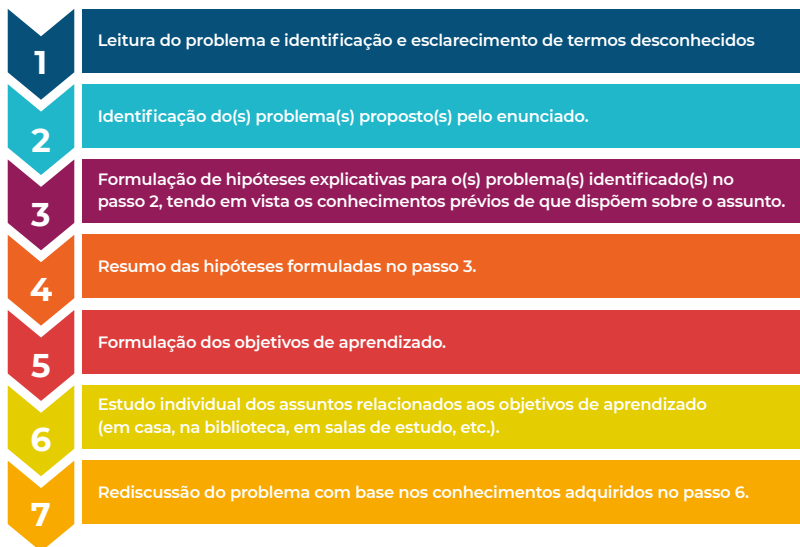 1
Leitura do problema e identificação e esclarecimento de termos desconhecidos
2
Identificação do(s) problema(s) proposto(s) pelo enunciado.
3
Formulação de hipóteses explicativas para o(s) problema(s) identificado(s) no
passo 2, tendo em vista os conhecimentos prévios de que dispõem sobre o assunto.
4
Resumo das hipóteses formuladas no passo 3.
5
Formulação dos objetivos de aprendizado.
6
Estudo individual dos assuntos relacionados aos objetivos de aprendizado
(em casa, na biblioteca, em salas de estudo, etc.).
7
Rediscussão do problema com base nos conhecimentos adquiridos no passo 6.